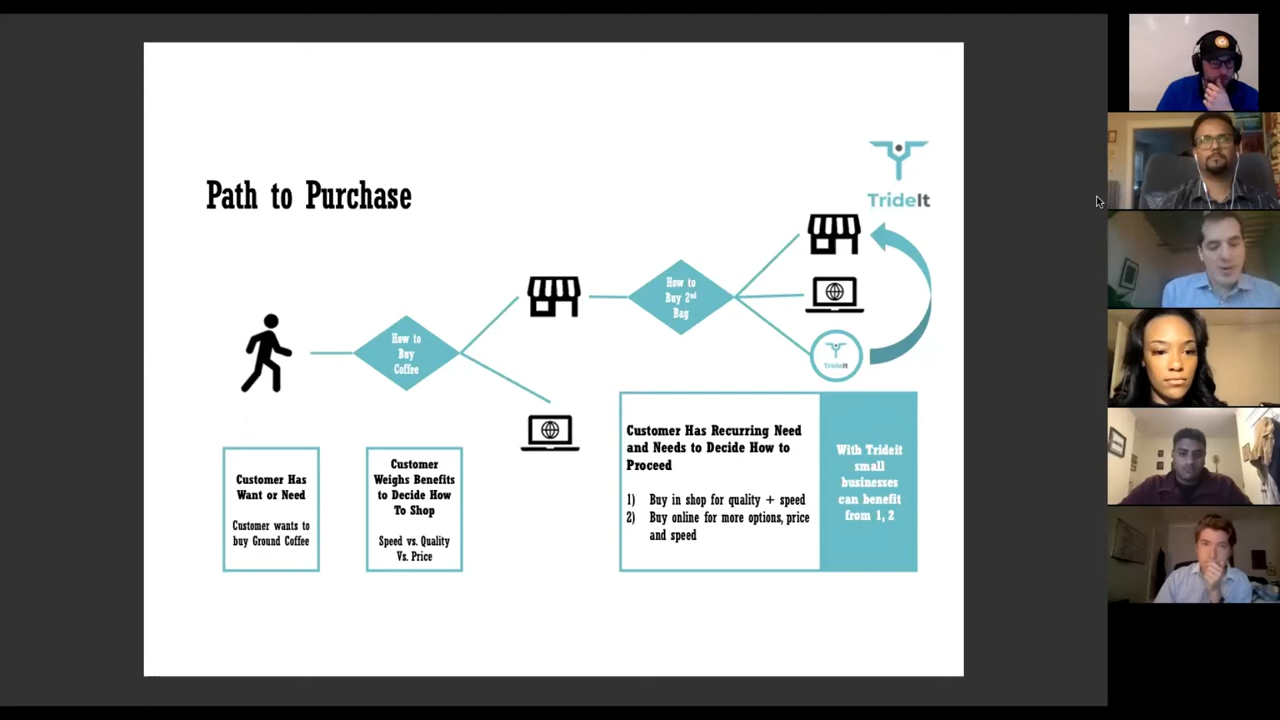 Path to Purchase
TrideIt
How to
Buy
Coffee
How to
Buy 2nd
Bag
TrideIt
Customer Has
Want or Need
Customer wants to
buy Ground Coffee
Customer
Weighs Benefits
to Decide How
To Shop
Speed vs. Quality
Vs. Price
Customer Has Recurring Need
and Needs to Decide How to
Proceed
1) Buy in shop for quality + speed
2) Buy online for more options, price
and speed
With TrideIt
small
businesses
can benefit
from 1, 2